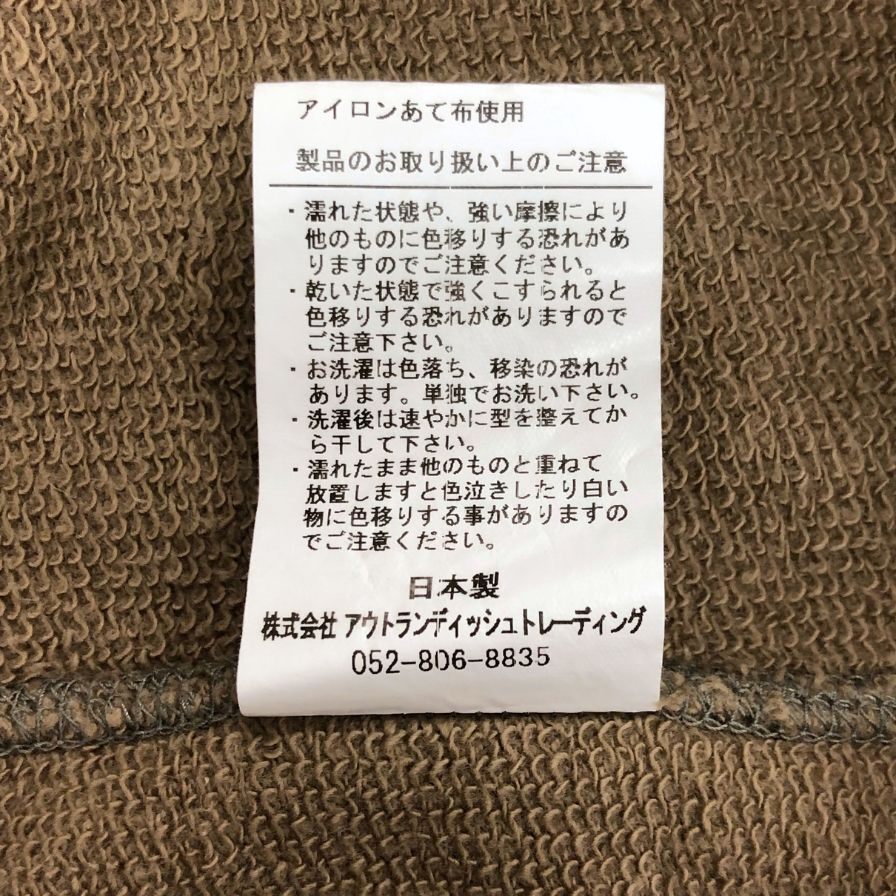 アイロンあて布使用
製品のお取り扱い上のご注意
・濡れた状態や、強い摩擦により
他のものに色移りする恐れがあ
りますのでご注意ください。
・乾いた状態で強くこすられると
色移りする恐れがありますので
ご注意下さい。
・お洗濯は色落ち、移染の恐れが
あります。単独でお洗い下さい。
・洗濯後は速やかに型を整えてか
ら干して下さい。
・濡れたまま他のものと重ねて
放置しますと色泣きしたり白い
物に色移りする事がありますの
でご注意ください。
日本製
株式会社 アウトランディッシュトレーディング
052-806-8835